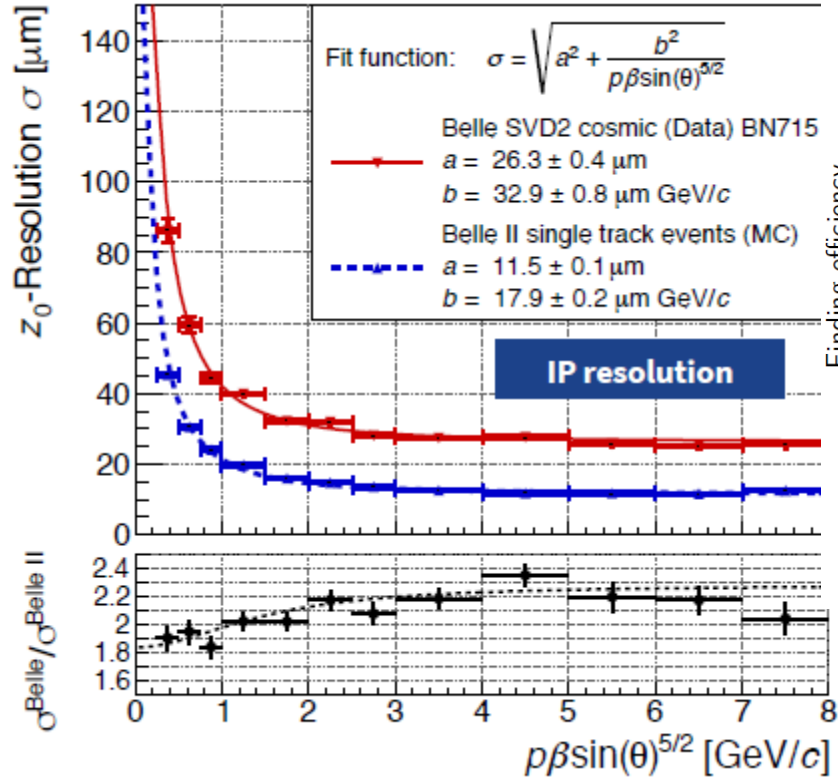 z₀-Resolution σ [μm]
140
120
100
80
60
40
20
0
Fit function: σ = √(a² + b² / pβsin(θ)^5/2)
Belle SVD2 cosmic (Data) BN715
a = 26.3 ± 0.4 μm
b = 32.9 ± 0.8 μm GeV/c
Belle II single track events (MC)
a = 11.5 ± 0.1 μm
b = 17.9 ± 0.2 μm GeV/c
Finding efficiency
IP resolution
σ^Belle/σ^Belle II
2.4
2.2
2
1.8
1.6
0 1 2 3 4 5 6 7 8
pβsin(θ)^5/2 [GeV/c]